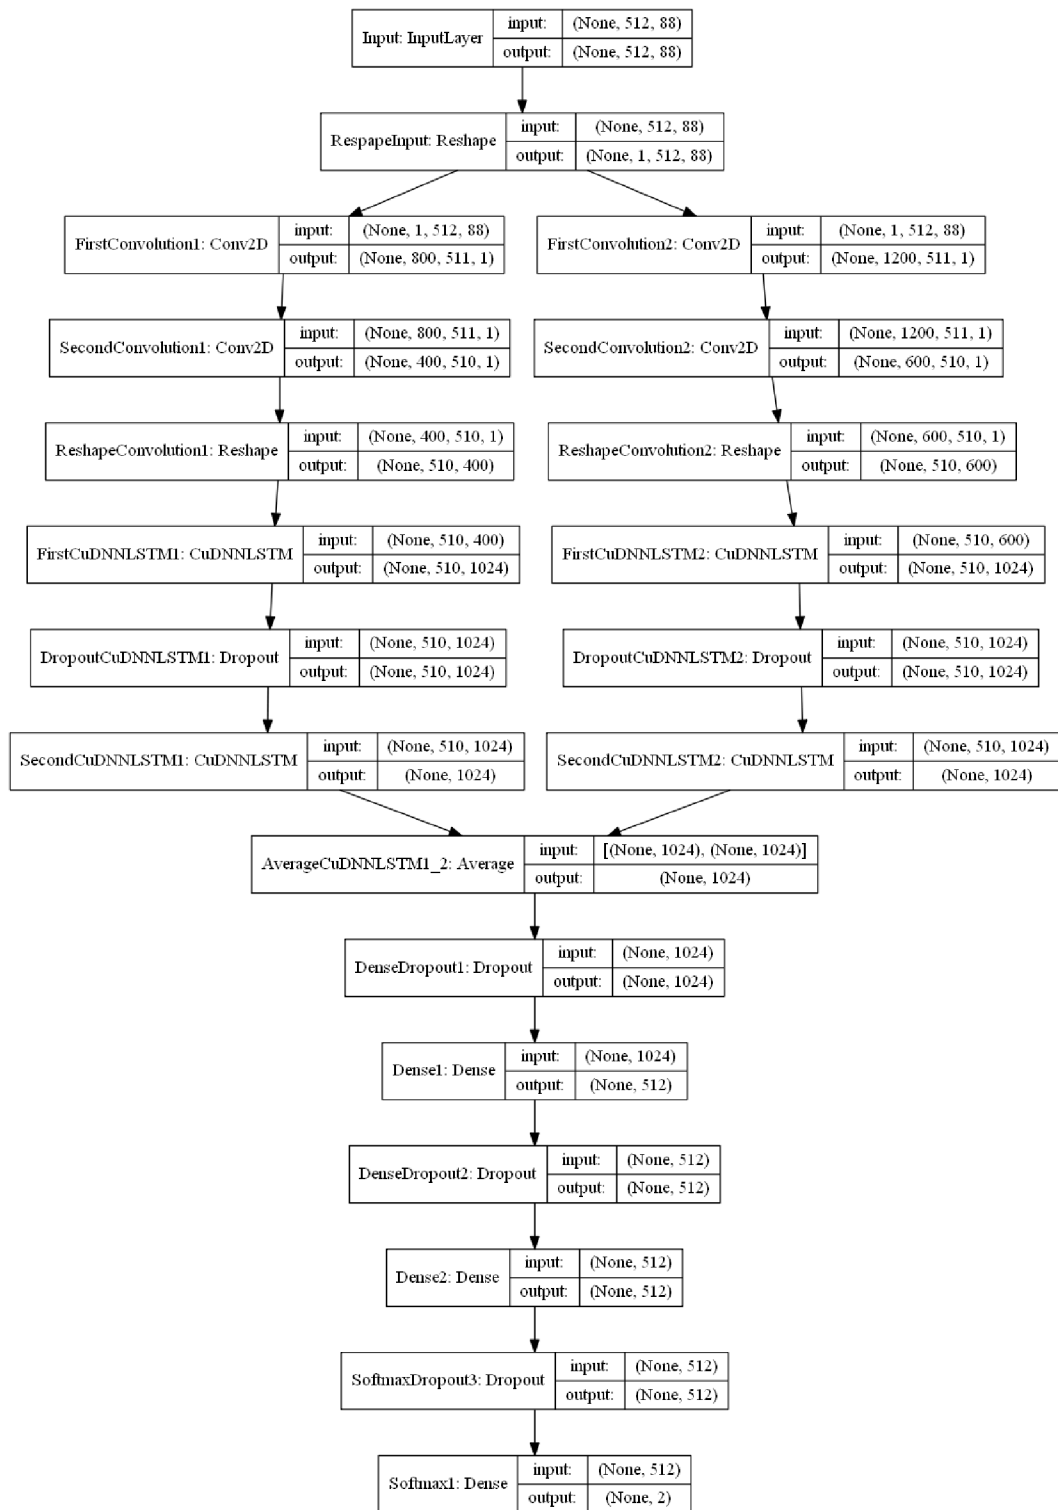 Input: InputLayer
input: (None, 512, 88)
output: (None, 512, 88)
RespapeInput: Reshape
input: (None, 512, 88)
output: (None, 1, 512, 88)
FirstConvolution1: Conv2D
input: (None, 1, 512, 88)
output: (None, 800, 511, 1)
FirstConvolution2: Conv2D
input: (None, 1, 512, 88)
output: (None, 1200, 511, 1)
SecondConvolution1: Conv2D
input: (None, 800, 511, 1)
output: (None, 400, 510, 1)
SecondConvolution2: Conv2D
input: (None, 1200, 511, 1)
output: (None, 600, 510, 1)
ReshapeConvolution1: Reshape
input: (None, 400, 510, 1)
output: (None, 510, 400)
ReshapeConvolution2: Reshape
input: (None, 600, 510, 1)
output: (None, 510, 600)
FirstCuDNNLSTM1: CuDNNLSTM
input: (None, 510, 400)
output: (None, 510, 1024)
FirstCuDNNLSTM2: CuDNNLSTM
input: (None, 510, 600)
output: (None, 510, 1024)
DropoutCuDNNLSTM1: Dropout
input: (None, 510, 1024)
output: (None, 510, 1024)
DropoutCuDNNLSTM2: Dropout
input: (None, 510, 1024)
output: (None, 510, 1024)
SecondCuDNNLSTM1: CuDNNLSTM
input: (None, 510, 1024)
output: (None, 1024)
SecondCuDNNLSTM2: CuDNNLSTM
input: (None, 510, 1024)
output: (None, 1024)
AverageCuDNNLSTM1_2: Average
input: [(None, 1024), (None, 1024)]
output: (None, 1024)
DenseDropout1: Dropout
input: (None, 1024)
output: (None, 1024)
Dense1: Dense
input: (None, 1024)
output: (None, 512)
DenseDropout2: Dropout
input: (None, 512)
output: (None, 512)
Dense2: Dense
input: (None, 512)
output: (None, 512)
SoftmaxDropout3: Dropout
input: (None, 512)
output: (None, 512)
Softmax1: Dense
input: (None, 512)
output: (None, 2)